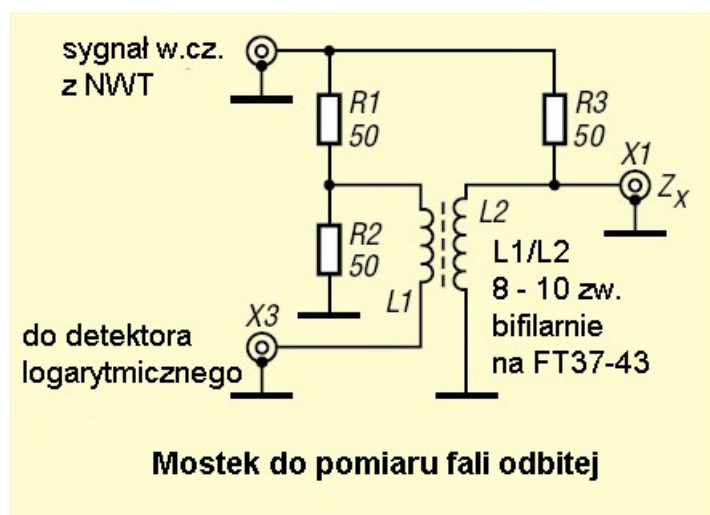 sygnał w.cz.
z NWT
R1
50
R3
50
X1
Zx
R2
50
L2
L1
L1/L2
8 - 10 zw.
bifilarnie
na FT37-43
X3
do detektora
logarytmicznego
Mostek do pomiaru fali odbitej